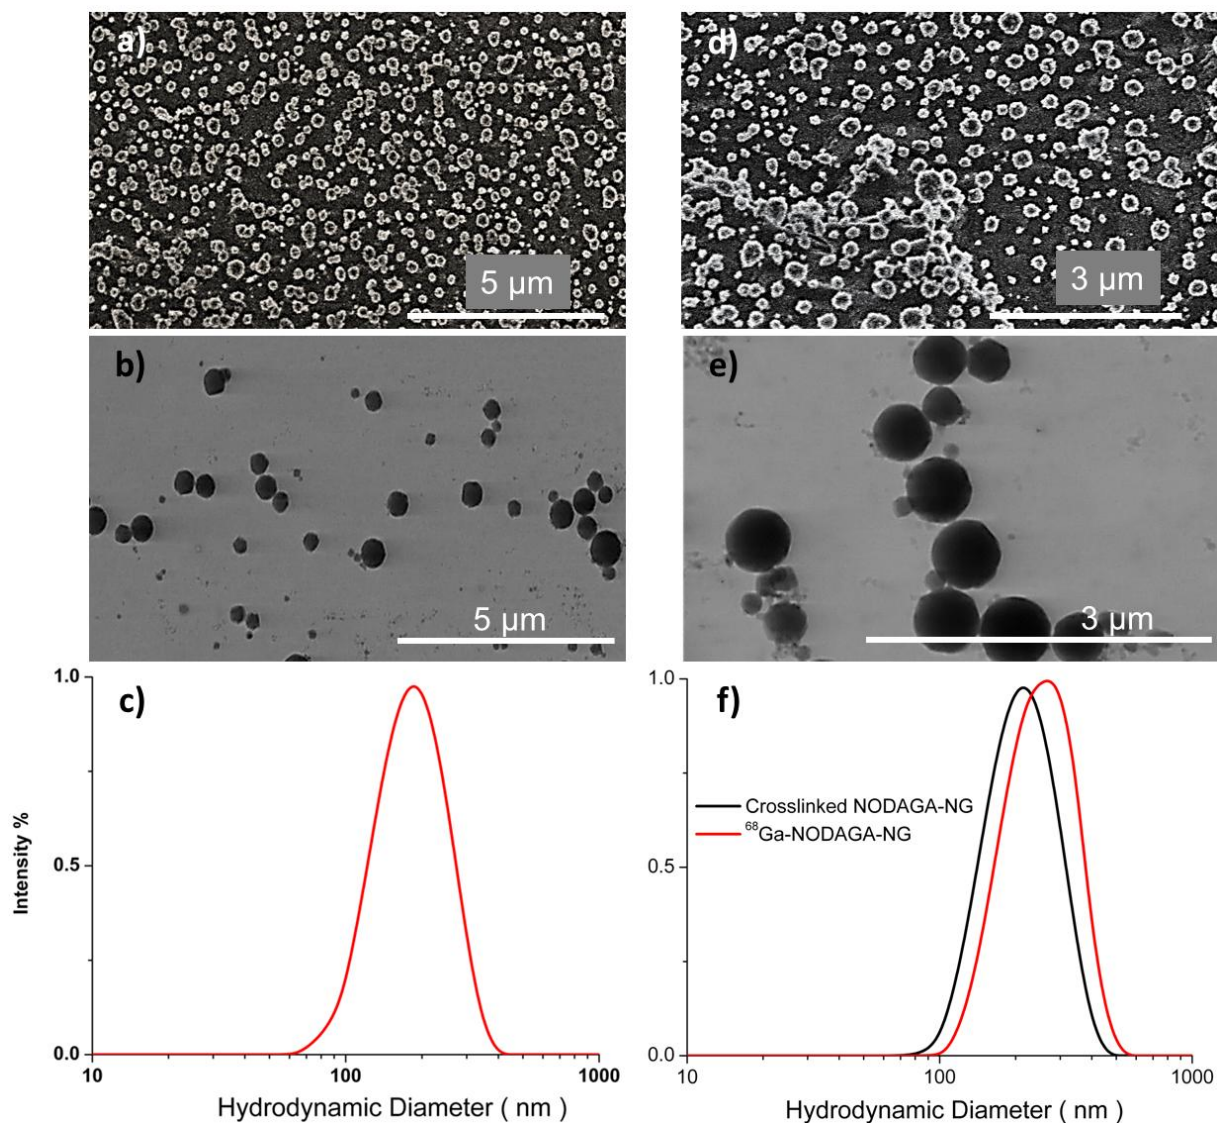 a)
5 μm
d)
3 μm
b)
5 μm
e)
3 μm
c)
1.0
0.5
0.0
Intensity %
10
100
1000
Hydrodynamic Diameter ( nm )
f)
1.0
0.5
0.0
Crosslinked NODAGA-NG
⁶⁸Ga-NODAGA-NG
10
100
1000
Hydrodynamic Diameter ( nm )